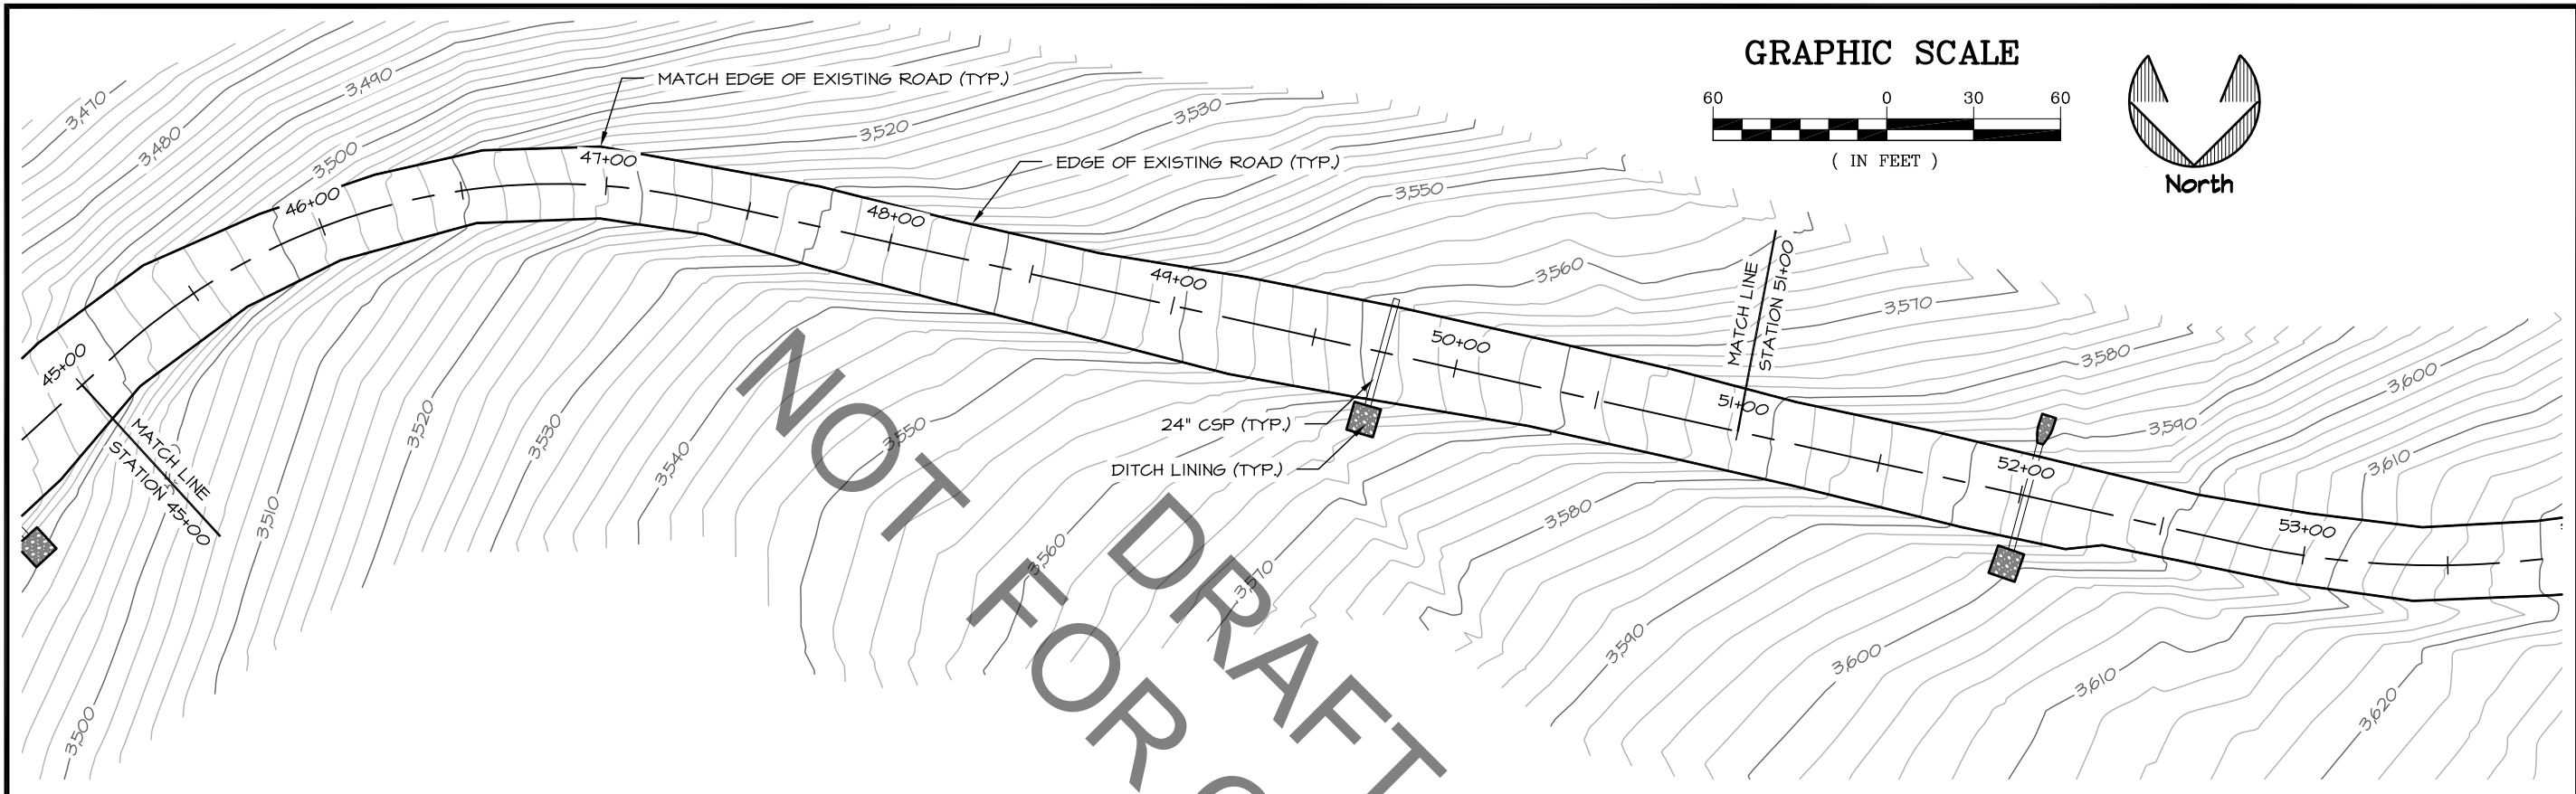 GRAPHIC SCALE
60 0 30 60
( IN FEET )
North
MATCH EDGE OF EXISTING ROAD (TYP.)
EDGE OF EXISTING ROAD (TYP.)
3,470
3,480
3,490
3,500
3,520
3,530
3,550
3,560
3,570
3,580
3,590
3,600
3,610
45+00
46+00
47+00
48+00
49+00
50+00
51+00
52+00
53+00
MATCH LINE
STATION 45+00
MATCH LINE
STATION 51+00
24" CSP (TYP.)
DITCH LINING (TYP.)
3,500
3,510
3,520
3,530
3,540
3,550
3,560
3,570
3,580
3,590
3,600
3,610
3,620
NOT
DRAFT
FOR